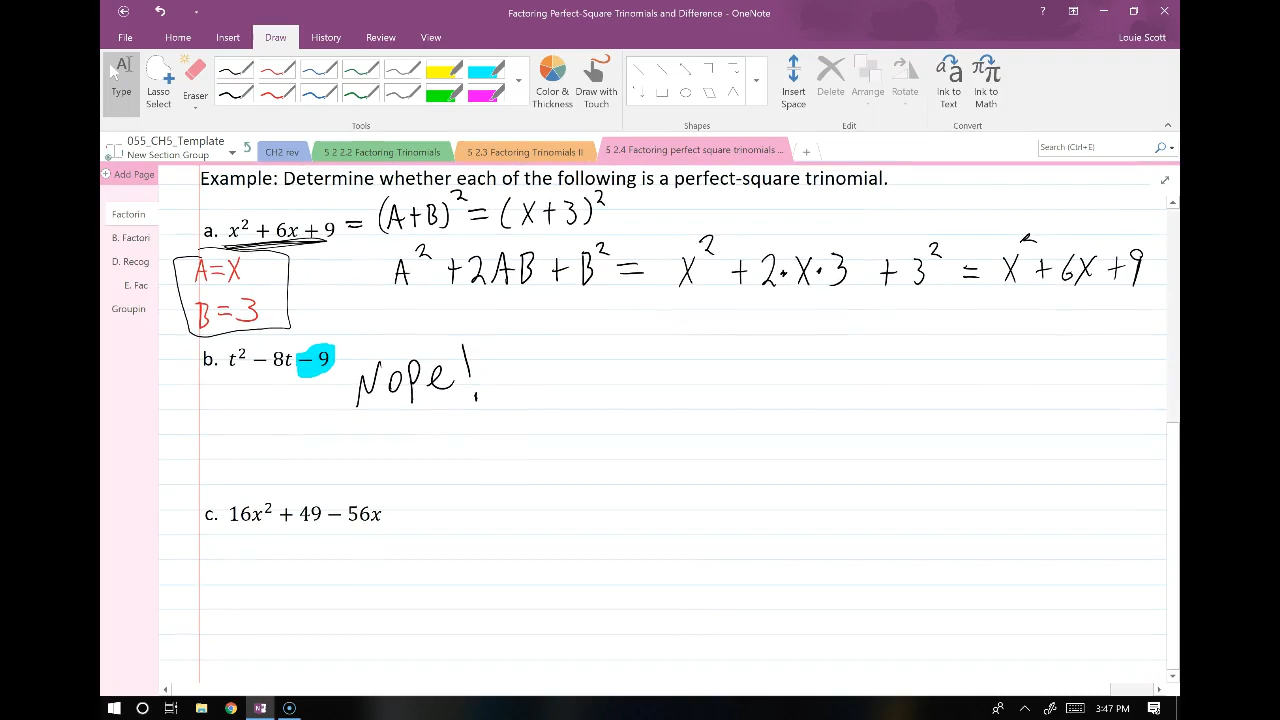 Factoring Perfect-Square Trinomials and Difference - OneNote
File Home Insert Draw History Review View
Louie Scott
Type
Lasso Select
Eraser
Color & Thickness
Draw with Touch
Insert Space
Delete
Arrange
Rotate
Ink to Text
Ink to Math
Tools Shapes Edit Convert
055_CH5_Template
New Section Group
CH2 rev
5 2 2.2 Factoring Trinomials
5 2.3 Factoring Trinomials II
5 2.4 Factoring perfect square trinomials ...
Search (Ctrl+E)
Add Page
Factorin
B. Factori
D. Recog
E. Fac
Groupin
Example: Determine whether each of the following is a perfect-square trinomial.
a. x² + 6x + 9 = (A+B)² = (x+3)²
A² + 2AB + B² = x² + 2·x·3 + 3² = x² + 6x + 9
A = x
B = 3
b. t² − 8t − 9 Nope!
c. 16x² + 49 − 56x
3:47 PM